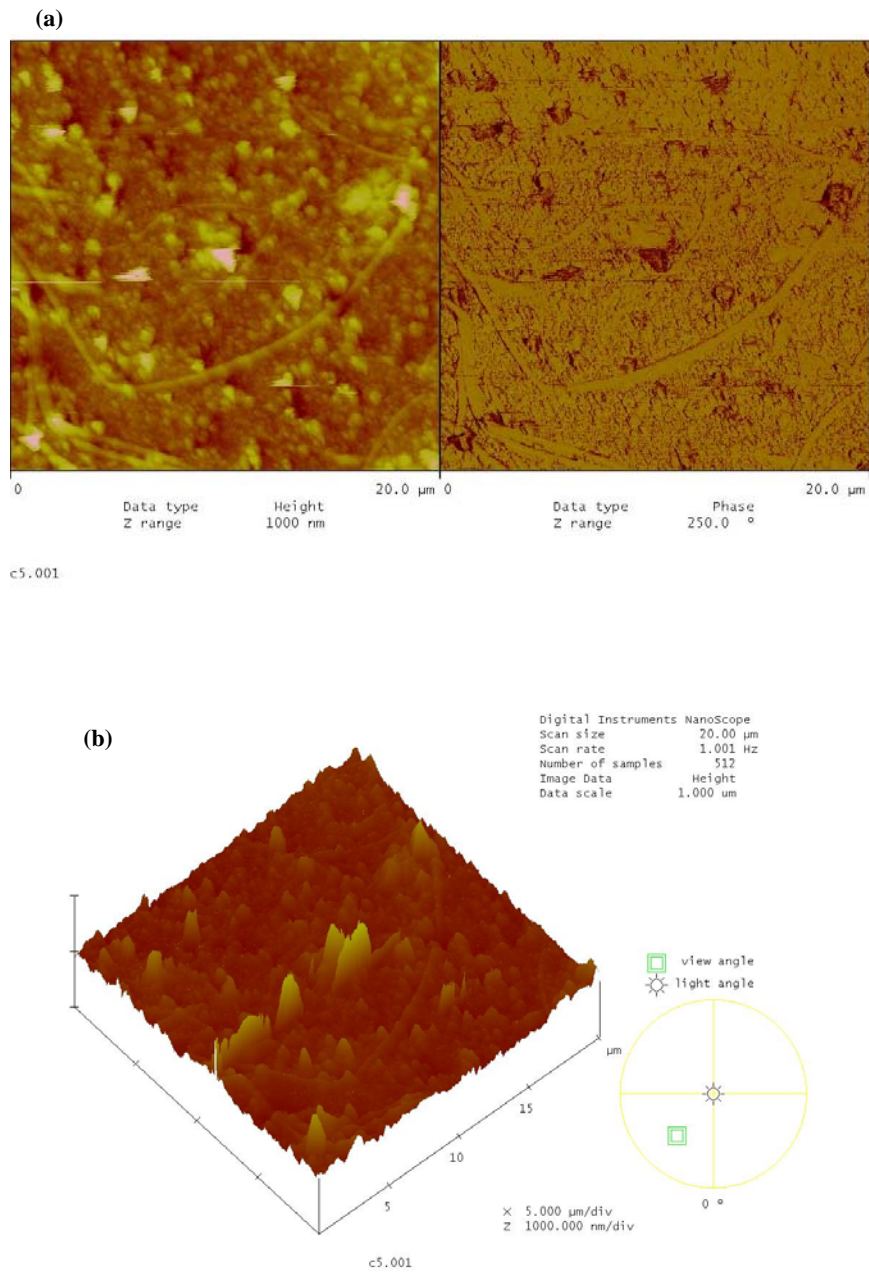 (a)
0 20.0 μm 0 20.0 μm
Data type Height Data type Phase
Z range 1000 nm Z range 250.0 º
c5.001
(b)
Digital Instruments NanoScope
Scan size 20.00 μm
Scan rate 1.001 Hz
Number of samples 512
Image Data Height
Data scale 1.000 um
view angle
light angle
μm
15
10
5
X 5.000 μm/div
Z 1000.000 nm/div
0 º
c5.001